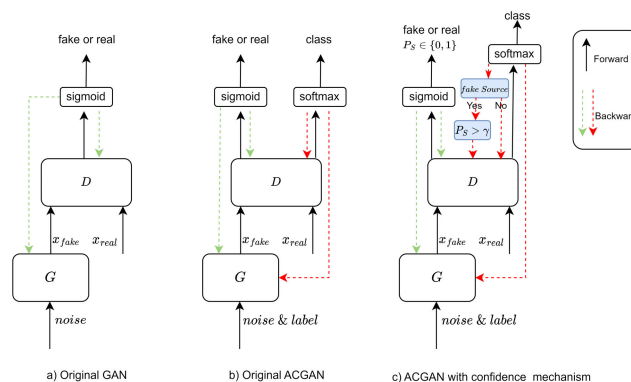 fake or real
sigmoid
D
x_fake
x_real
G
noise
a) Original GAN
fake or real
class
sigmoid
softmax
D
x_fake
x_real
G
noise & label
b) Original ACGAN
class
fake or real
P_S ∈ {0, 1}
softmax
fake Source
sigmoid
Yes
No
P_S > γ
D
x_fake
x_real
G
noise & label
c) ACGAN with confidence mechanism
Forward
Backwar